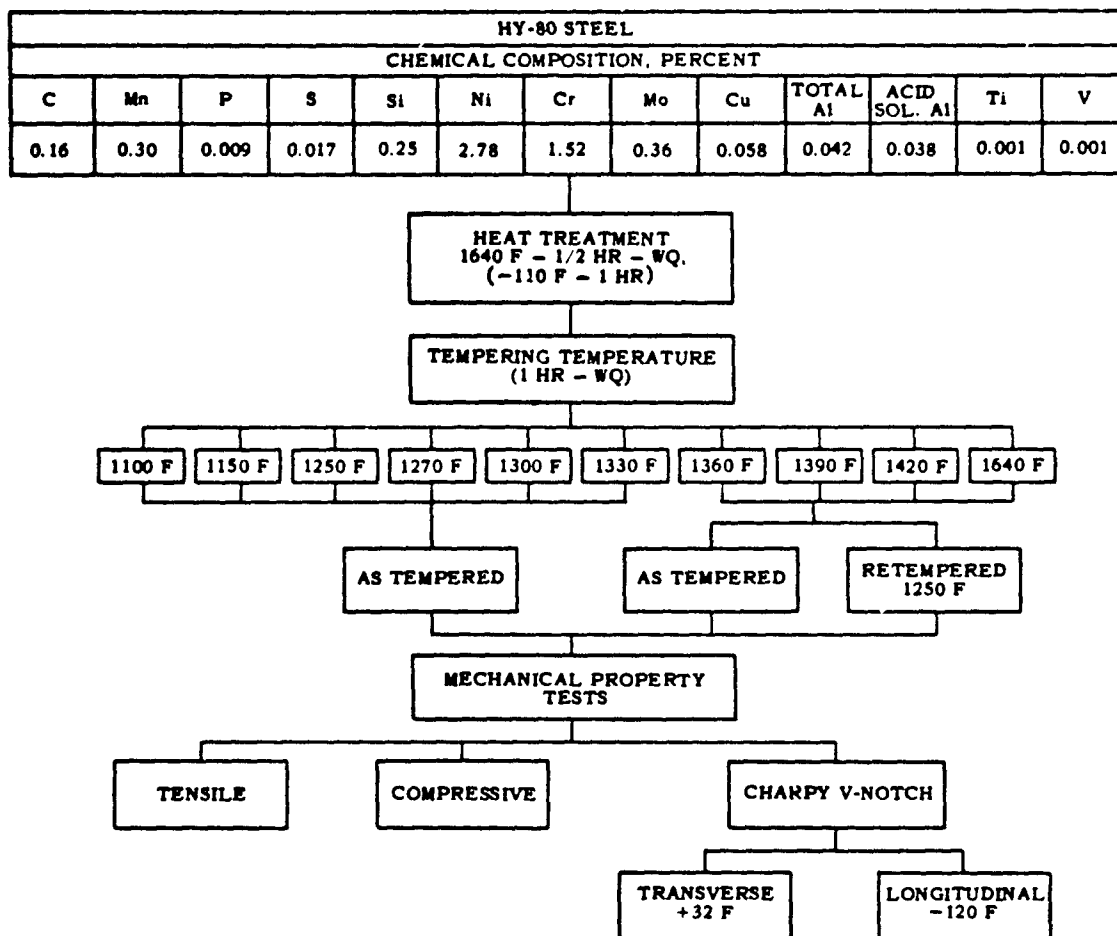 HY-80 STEEL
CHEMICAL COMPOSITION, PERCENT
C Mn P S Si Ni Cr Mo Cu TOTAL Al ACID SOL. Al Ti V
0.16 0.30 0.009 0.017 0.25 2.78 1.52 0.36 0.058 0.042 0.038 0.001 0.001
HEAT TREATMENT
1640 F – 1/2 HR – WQ.
(–110 F – 1 HR)
TEMPERING TEMPERATURE
(1 HR – WQ)
1100 F 1150 F 1250 F 1270 F 1300 F 1330 F 1360 F 1390 F 1420 F 1640 F
AS TEMPERED
AS TEMPERED
RETEMPERED
1250 F
MECHANICAL PROPERTY
TESTS
TENSILE
COMPRESSIVE
CHARPY V-NOTCH
TRANSVERSE
+32 F
LONGITUDINAL
–120 F